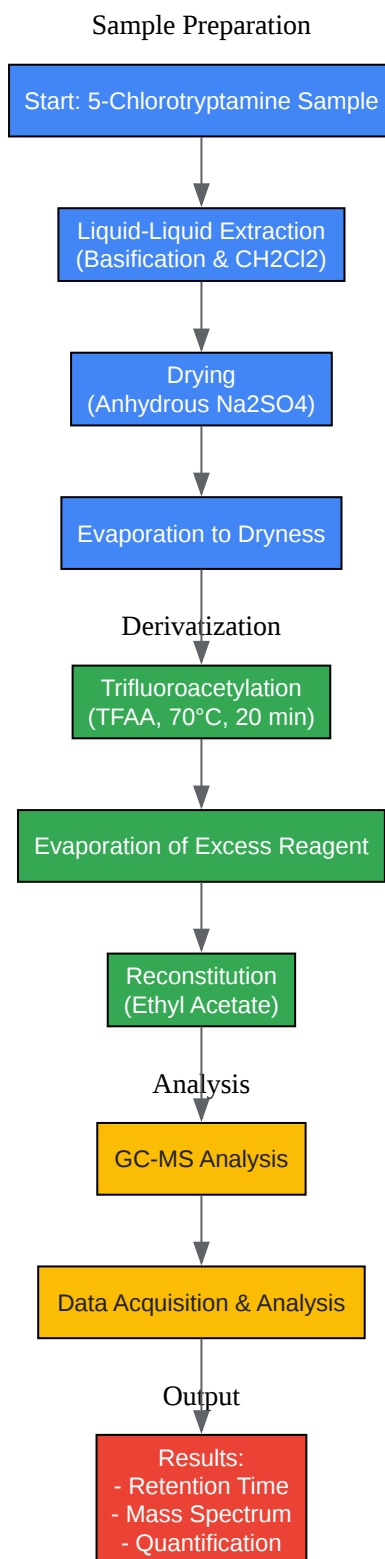 Sample Preparation
Start: 5-Chlorotryptamine Sample
Liquid-Liquid Extraction
(Basification & CH2Cl2)
Drying
(Anhydrous Na2SO4)
Evaporation to Dryness
Derivatization
Trifluoroacetylation
(TFAA, 70°C, 20 min)
Evaporation of Excess Reagent
Reconstitution
(Ethyl Acetate)
Analysis
GC-MS Analysis
Data Acquisition & Analysis
Output
Results:
- Retention Time
- Mass Spectrum
- Quantification